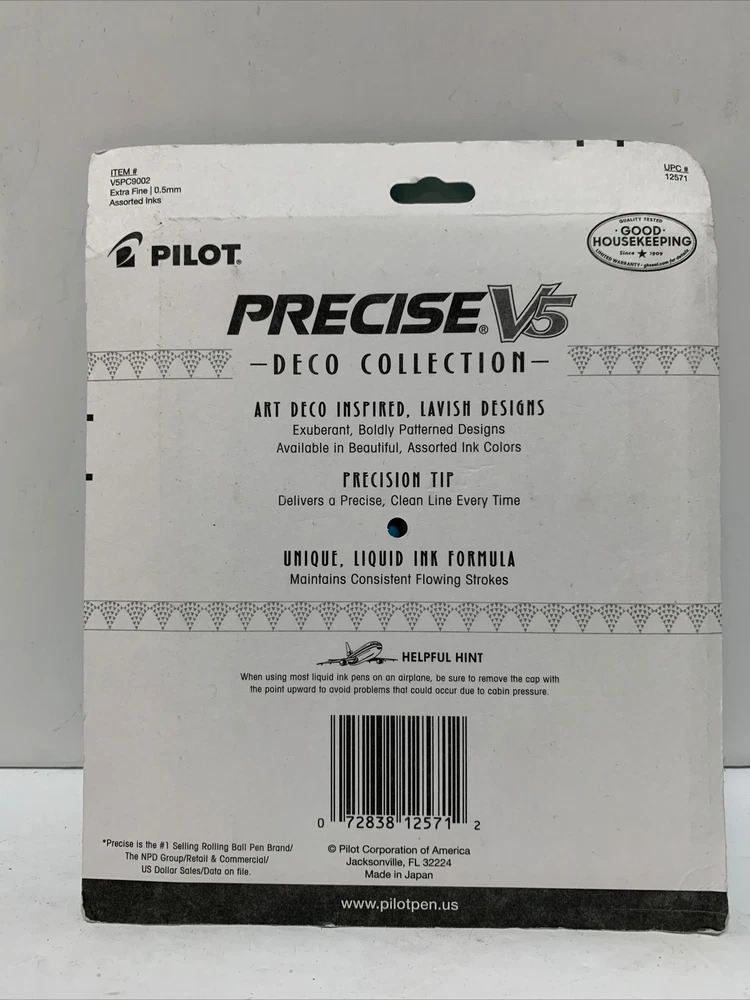 ITEM #
V5PC9002
Extra Fine | 0.5mm
Assorted Inks
UPC #
12571
PILOT®
QUALITY TESTED
· GOOD ·
HOUSEKEEPING
Since ★ 1909
LIMITED WARRANTY · ghseal.com for details
PRECISE® V5
–DECO COLLECTION–
ART DECO INSPIRED, LAVISH DESIGNS
Exuberant, Boldly Patterned Designs
Available in Beautiful, Assorted Ink Colors
PRECISION TIP
Delivers a Precise, Clean Line Every Time
UNIQUE, LIQUID INK FORMULA
Maintains Consistent Flowing Strokes
HELPFUL HINT
When using most liquid ink pens on an airplane, be sure to remove the cap with
the point upward to avoid problems that could occur due to cabin pressure.
0 72838 12571 2
*Precise is the #1 Selling Rolling Ball Pen Brand/
The NPD Group/Retail & Commercial/
US Dollar Sales/Data on file.
© Pilot Corporation of America
Jacksonville, FL 32224
Made in Japan
www.pilotpen.us